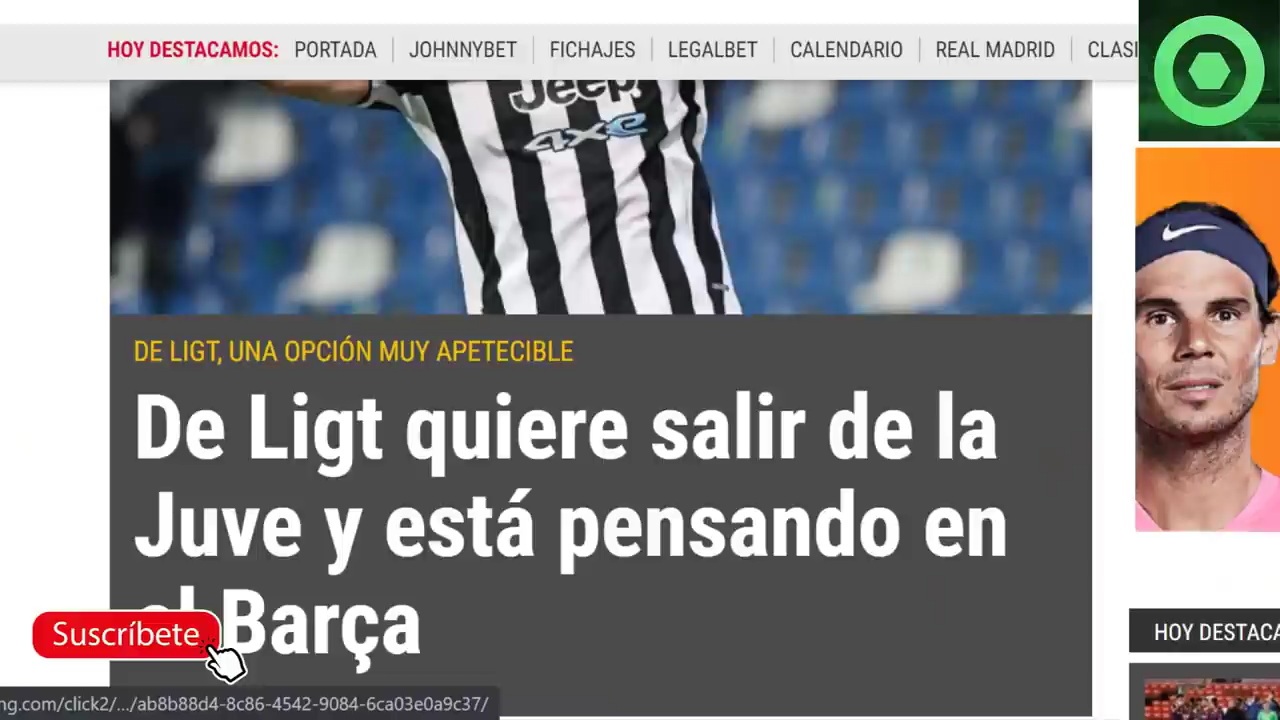 HOY DESTACAMOS: PORTADA JOHNNYBET FICHAJES LEGALBET CALENDARIO REAL MADRID CLASI
Jeep
4xe
DE LIGT, UNA OPCIÓN MUY APETECIBLE
De Ligt quiere salir de la
Juve y está pensando en
el Barça
Suscríbete
HOY DESTACA
ng.com/click2/.../ab8b88d4-8c86-4542-9084-6ca03e0a9c37/